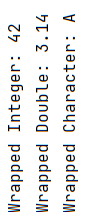 Wrapped Integer: 42
Wrapped Double: 3.14
Wrapped Character: A